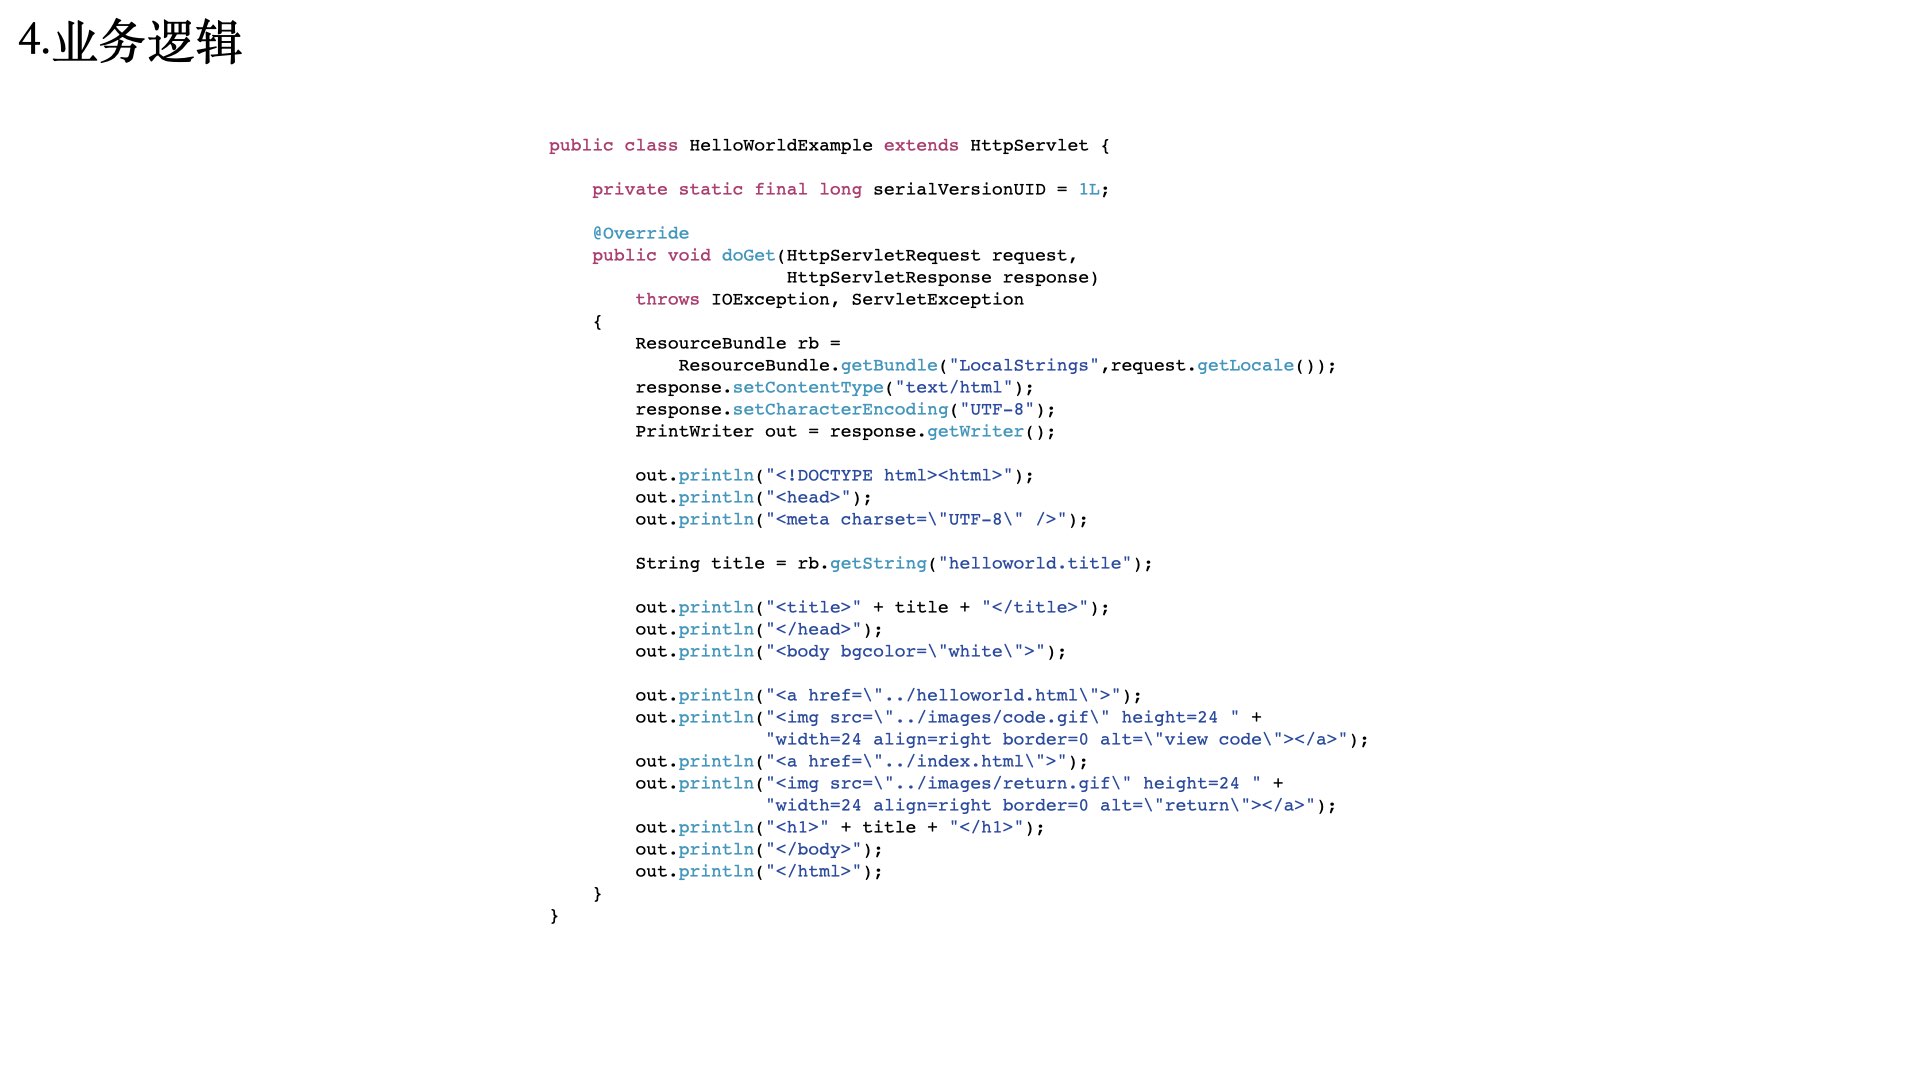 4.业务逻辑
public class HelloWorldExample extends HttpServlet {
private static final long serialVersionUID = 1L;
@Override
public void doGet(HttpServletRequest request,
HttpServletResponse response)
throws IOException, ServletException
{
ResourceBundle rb =
ResourceBundle.getBundle("LocalStrings",request.getLocale());
response.setContentType("text/html");
response.setCharacterEncoding("UTF-8");
PrintWriter out = response.getWriter();
out.println("<!DOCTYPE html><html>");
out.println("<head>");
out.println("<meta charset=\"UTF-8\" />");
String title = rb.getString("helloworld.title");
out.println("<title>" + title + "</title>");
out.println("</head>");
out.println("<body bgcolor=\"white\">");
out.println("<a href=\"../helloworld.html\">");
out.println("<img src=\"../images/code.gif\" height=24 " +
"width=24 align=right border=0 alt=\"view code\"></a>");
out.println("<a href=\"../index.html\">");
out.println("<img src=\"../images/return.gif\" height=24 " +
"width=24 align=right border=0 alt=\"return\"></a>");
out.println("<h1>" + title + "</h1>");
out.println("</body>");
out.println("</html>");
}
}